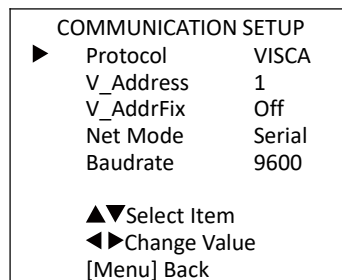 COMMUNICATION SETUP
▶ Protocol VISCA
V_Address 1
V_AddrFix Off
Net Mode Serial
Baudrate 9600
▲▼Select Item
◀▶Change Value
[Menu] Back